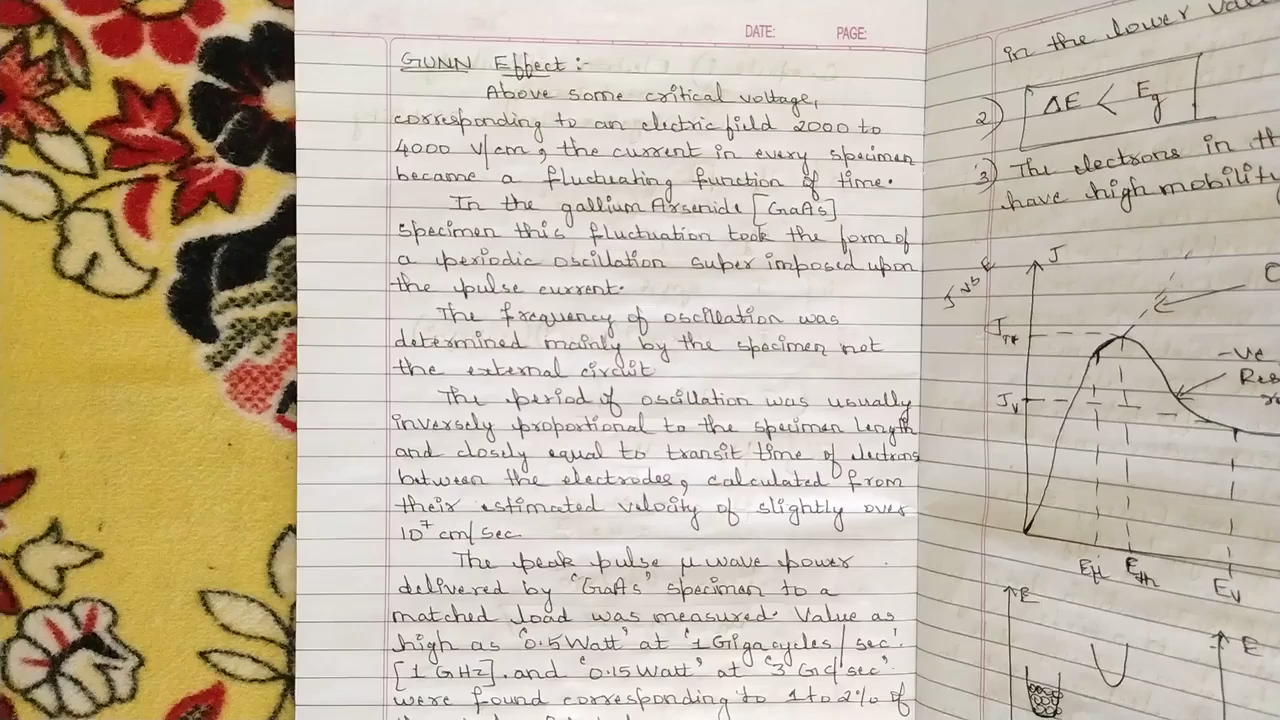 DATE: PAGE:
GUNN Effect :-
Above some critical voltage,
corresponding to an electric field 2000 to
4000 V/cm, the current in every specimen
became a fluctuating function of time.
In the gallium Arsenide [GaAs]
specimen this fluctuation took the form of
a periodic oscillation super imposed upon
the pulse current.
The frequency of oscillation was
determined mainly by the specimen not
the external circuit
The period of oscillation was usually
inversely proportional to the specimen length
and closely equal to transit time of electrons
between the electrodes, calculated from
their estimated velocity of slightly over
10⁷ cm/sec
The peak pulse μwave power
delivered by 'GaAs' specimen to a
matched load was measured. Value as
high as '0.5 Watt' at '1 Gigacycles/sec'
[1 GHz]. and '0.15 Watt' at '3 Gc/sec'
were found corresponding to 1 to 2% of
in the lower
2) ΔE < Eg
3) The electrons in
have high mobility
J vs E
J
-ve
J_V
E_th
E_V
E
E